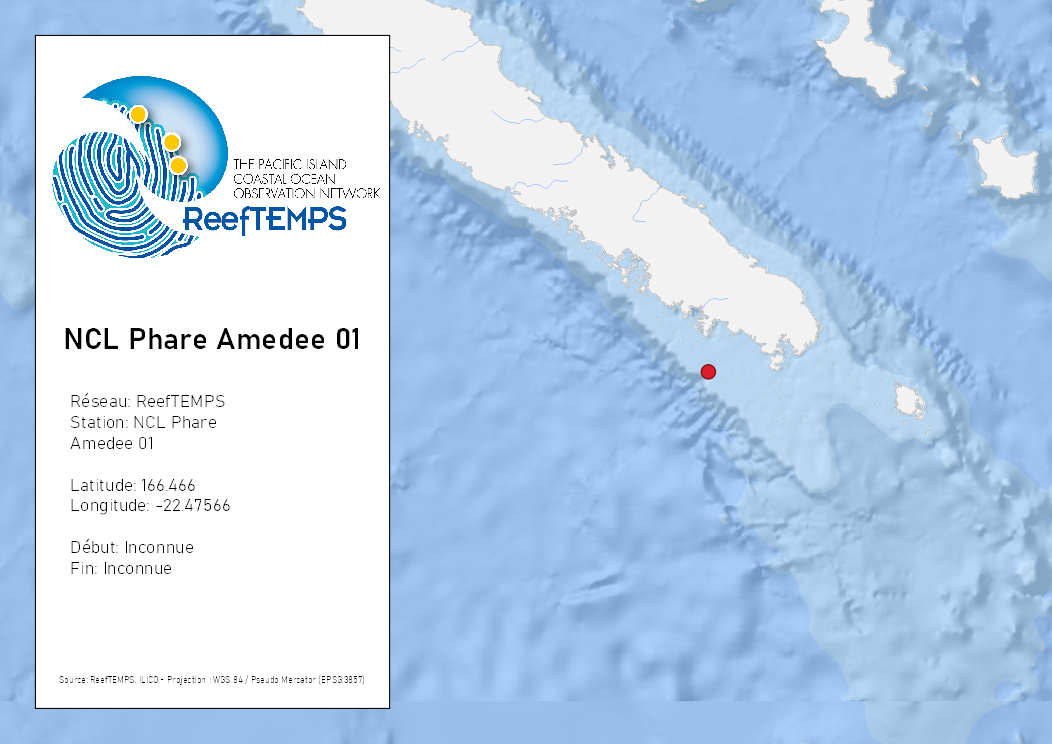 THE PACIFIC ISLAND
COASTAL OCEAN
OBSERVATION NETWORK
ReefTEMPS
NCL Phare Amedee 01
Réseau: ReefTEMPS
Station: NCL Phare
Amedee 01
Latitude: 166.466
Longitude: -22.47566
Début: Inconnue
Fin: Inconnue
Source: ReefTEMPS, ILICO - Projection : WGS 84 / Pseudo Mercator (EPSG:3857)